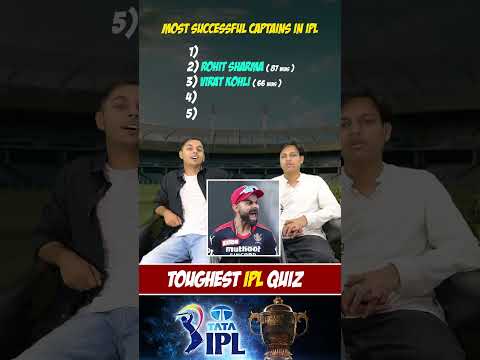 MOST SUCCESSFUL CAPTAINS IN IPL
1)
2) ROHIT SHARMA ( 87 WINS )
3) VIRAT KOHLI ( 66 WINS )
4)
5)
muthoot
TOUGHEST IPL QUIZ
TATA
IPL